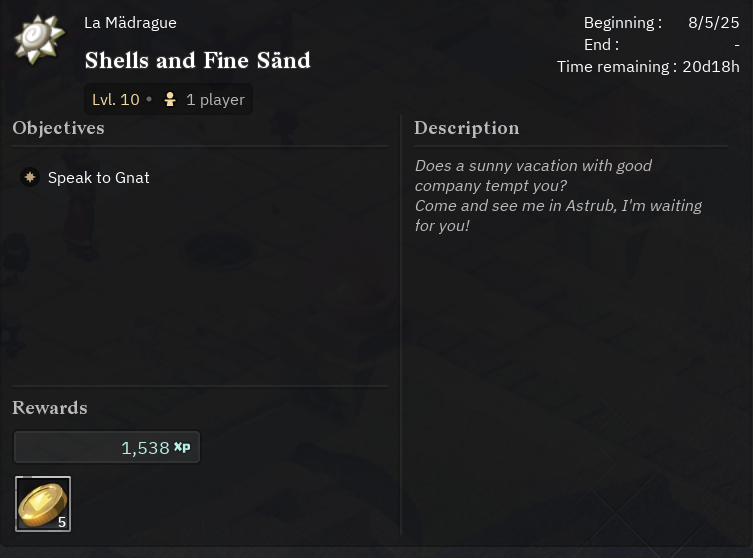 La Mädrague
Shells and Fine Sänd
Lvl. 10 • 1 player
Beginning : 8/5/25
End : -
Time remaining : 20d18h
Objectives
Speak to Gnat
Description
Does a sunny vacation with good
company tempt you?
Come and see me in Astrub, I'm waiting
for you!
Rewards
1,538 XP
5